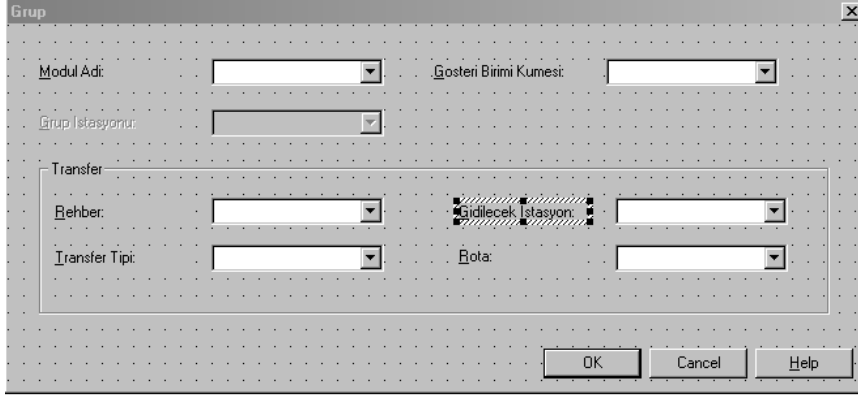 Grup
Modul Adi: Gosteri Birimi Kumesi:
Grup Istasyonu:
Transfer
Rehber: Gidilecek Istasyon:
Transfer Tipi: Rota:
OK Cancel Help